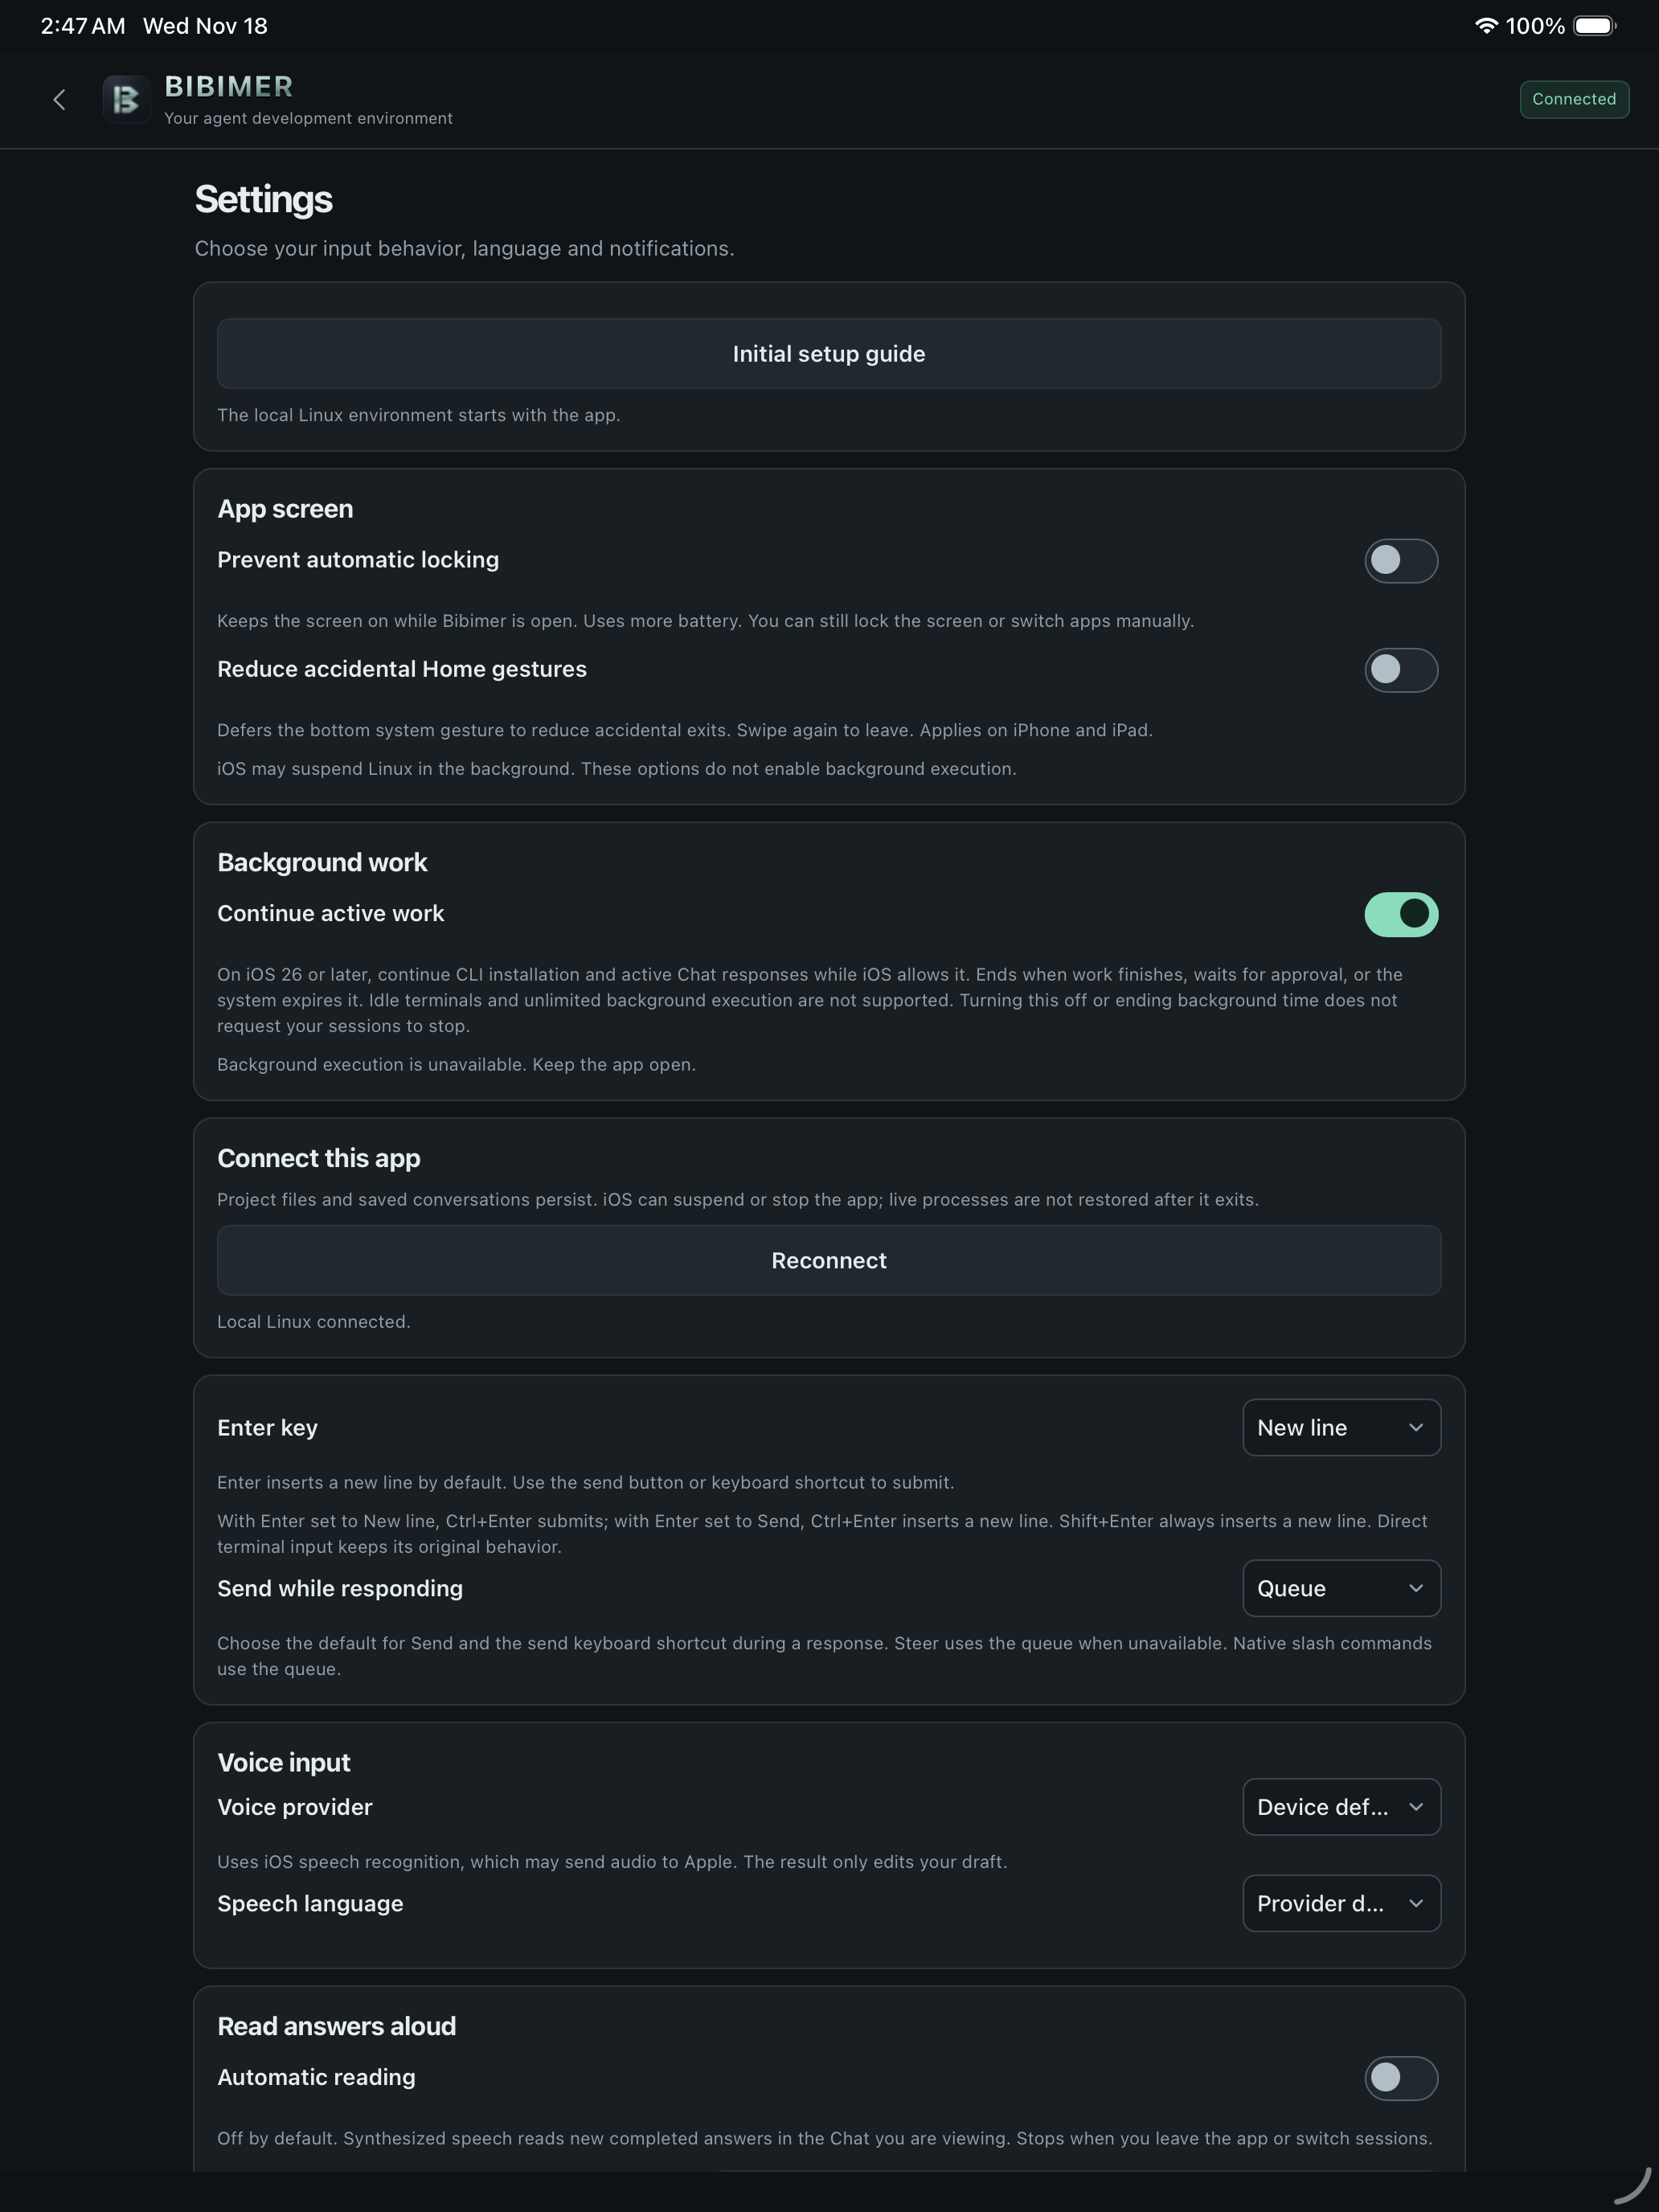 2:47 AM Wed Nov 18
100%
BIBIMER
Your agent development environment
Connected
Settings
Choose your input behavior, language and notifications.
Initial setup guide
The local Linux environment starts with the app.
App screen
Prevent automatic locking
Keeps the screen on while Bibimer is open. Uses more battery. You can still lock the screen or switch apps manually.
Reduce accidental Home gestures
Defers the bottom system gesture to reduce accidental exits. Swipe again to leave. Applies on iPhone and iPad.
iOS may suspend Linux in the background. These options do not enable background execution.
Background work
Continue active work
On iOS 26 or later, continue CLI installation and active Chat responses while iOS allows it. Ends when work finishes, waits for approval, or the
system expires it. Idle terminals and unlimited background execution are not supported. Turning this off or ending background time does not
request your sessions to stop.
Background execution is unavailable. Keep the app open.
Connect this app
Project files and saved conversations persist. iOS can suspend or stop the app; live processes are not restored after it exits.
Reconnect
Local Linux connected.
Enter key
New line
Enter inserts a new line by default. Use the send button or keyboard shortcut to submit.
With Enter set to New line, Ctrl+Enter submits; with Enter set to Send, Ctrl+Enter inserts a new line. Shift+Enter always inserts a new line. Direct
terminal input keeps its original behavior.
Send while responding
Queue
Choose the default for Send and the send keyboard shortcut during a response. Steer uses the queue when unavailable. Native slash commands
use the queue.
Voice input
Voice provider
Device def...
Uses iOS speech recognition, which may send audio to Apple. The result only edits your draft.
Speech language
Provider d...
Read answers aloud
Automatic reading
Off by default. Synthesized speech reads new completed answers in the Chat you are viewing. Stops when you leave the app or switch sessions.